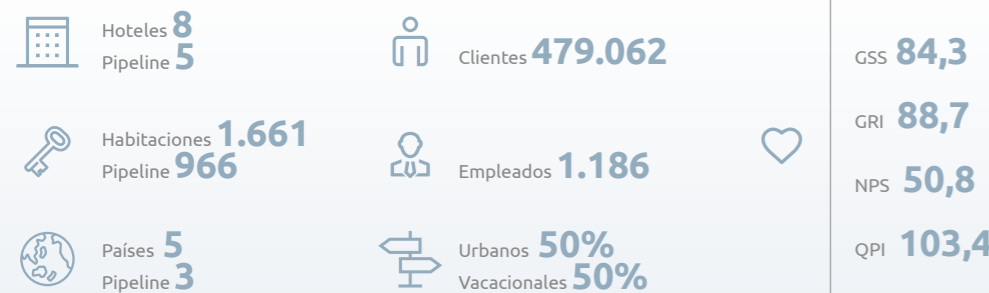 Hoteles 8
Pipeline 5
Habitaciones 1.661
Pipeline 966
Países 5
Pipeline 3
Clientes 479.062
Empleados 1.186
Urbanos 50%
Vacacionales 50%
GSS 84,3
GRI 88,7
NPS 50,8
QPI 103,4